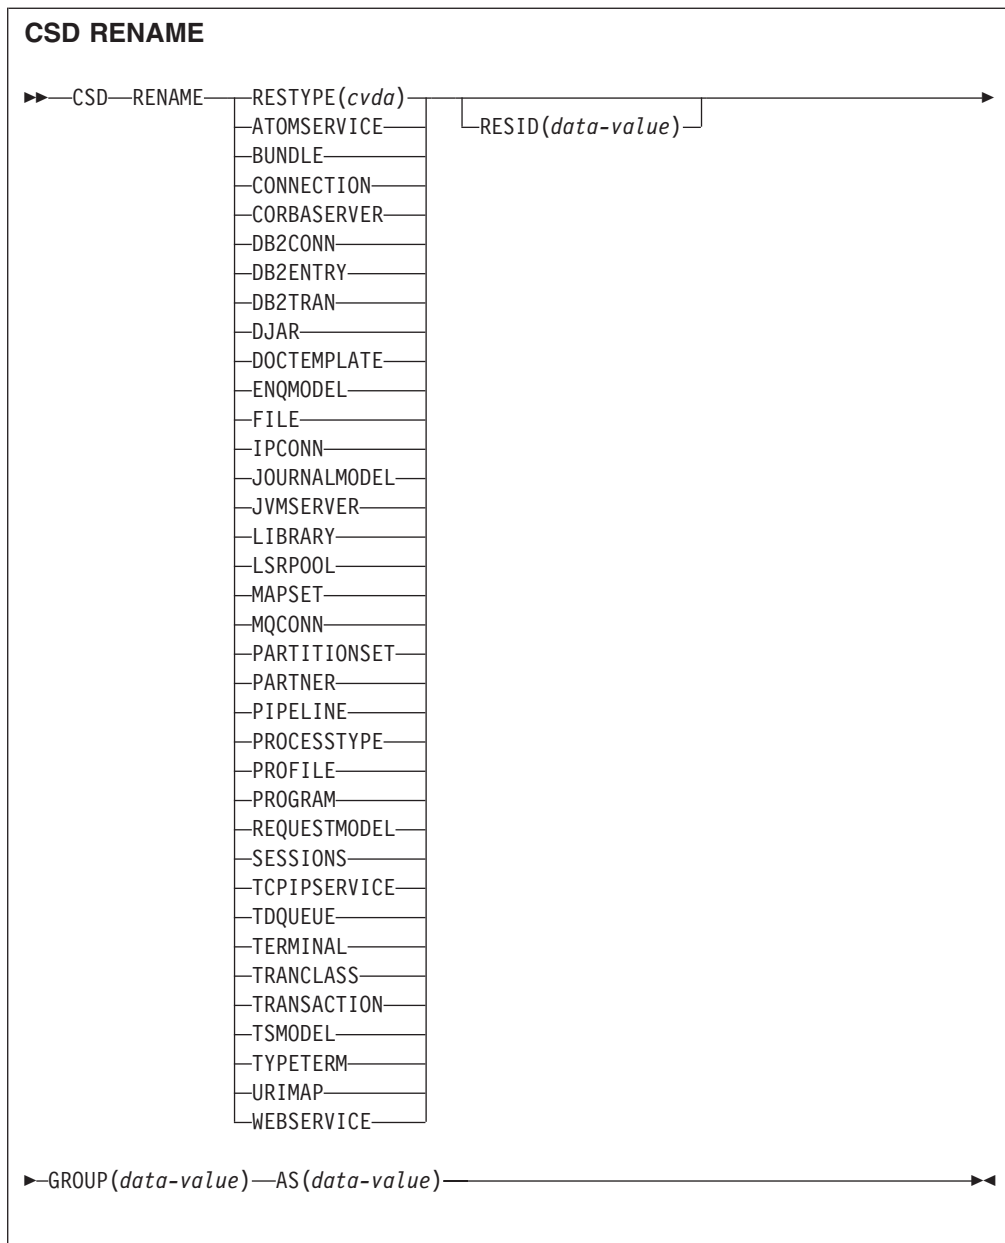 CSD RENAME
CSD RENAME RESTYPE(cvda)
ATOMSERVICE RESID(data-value)
BUNDLE
CONNECTION
CORBASERVER
DB2CONN
DB2ENTRY
DB2TRAN
DJAR
DOCTEMPLATE
ENQMODEL
FILE
IPCONN
JOURNALMODEL
JVMSERVER
LIBRARY
LSRPOOL
MAPSET
MQCONN
PARTITIONSET
PARTNER
PIPELINE
PROCESSTYPE
PROFILE
PROGRAM
REQUESTMODEL
SESSIONS
TCPIPSERVICE
TDQUEUE
TERMINAL
TRANCLASS
TRANSACTION
TSMODEL
TYPETERM
URIMAP
WEBSERVICE
GROUP(data-value) AS(data-value)